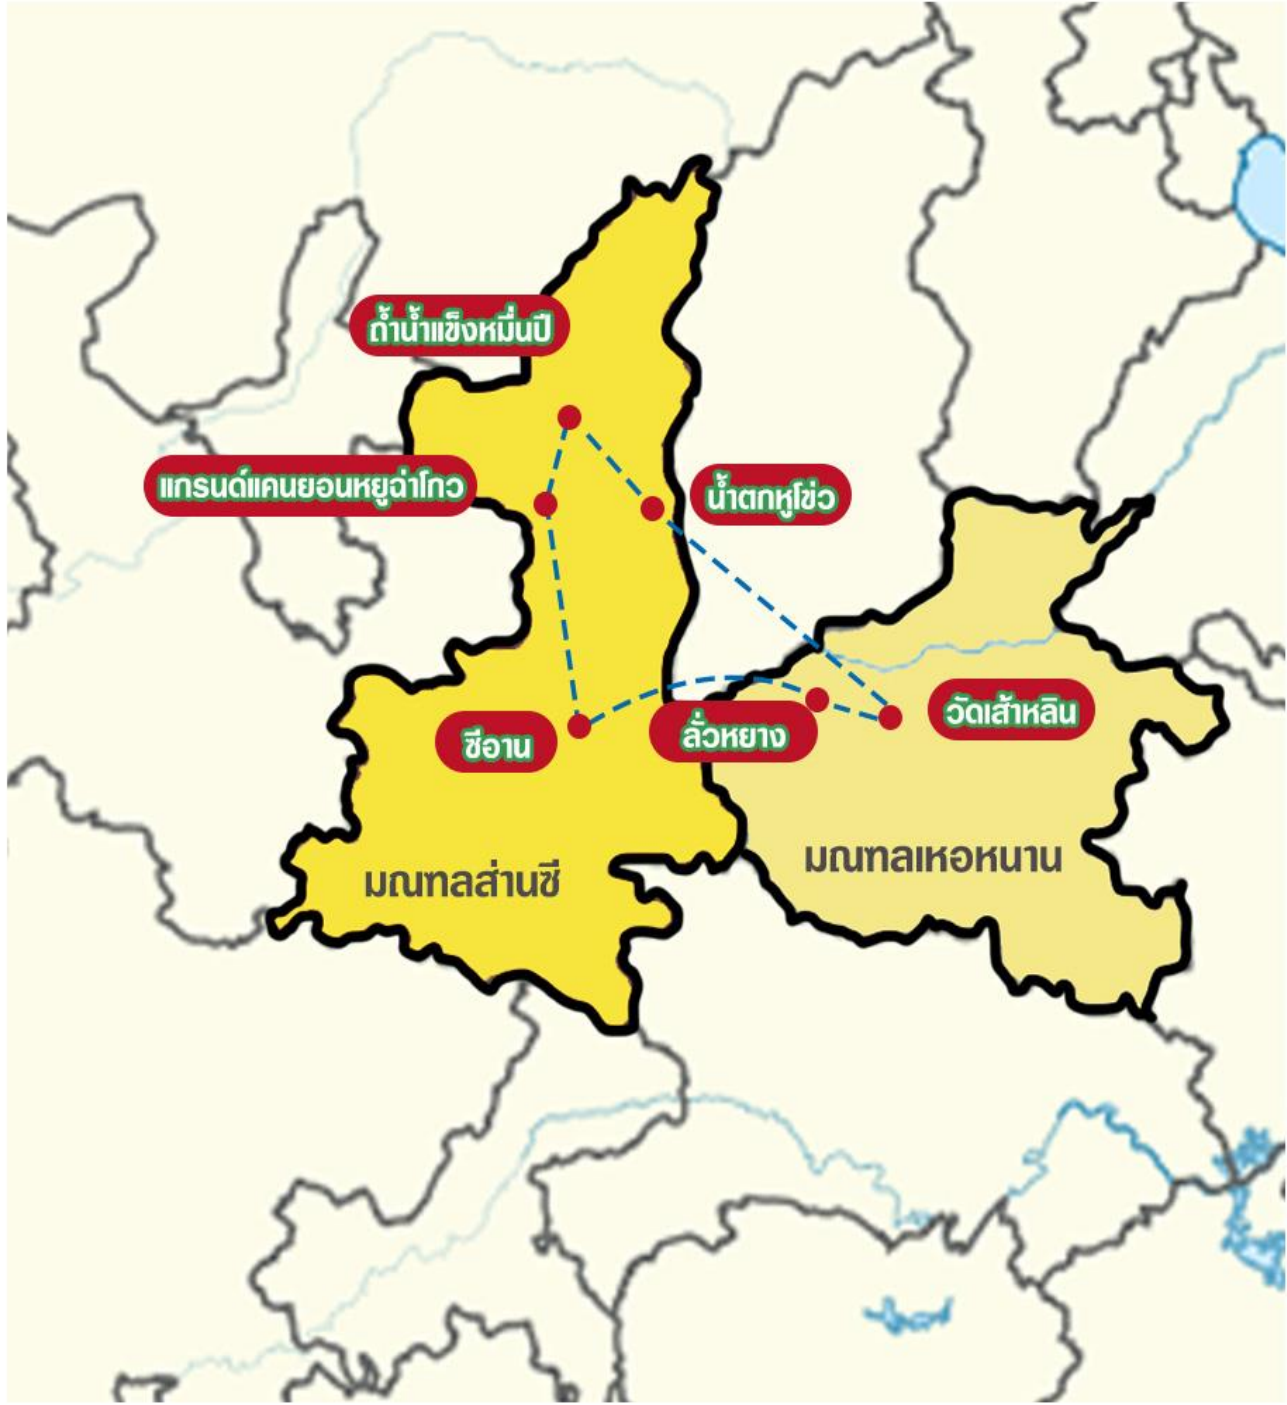 ถ้ำน้ำแข็งหมื่นปี
แกรนด์แคนยอนหยูฉ่าโกว
น้ำตกหูโข่ว
วัดเส้าหลิน
ลั่วหยาง
ซีอาน
มณฑลเหอหนาน
มณฑลส่านซี